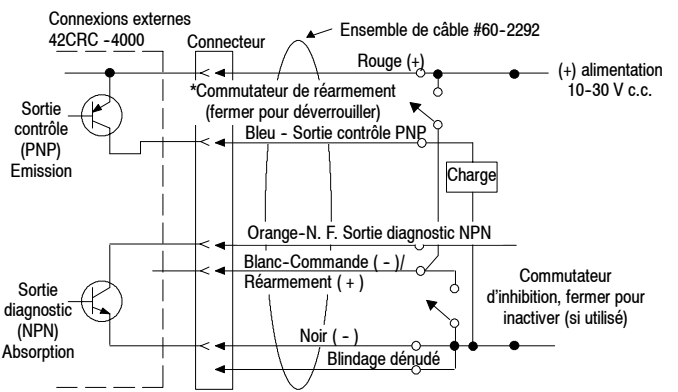 Connexions externes
42CRC -4000
Connecteur
Ensemble de câble #60-2292
Rouge (+)
(+) alimentation
10-30 V c.c.
*Commutateur de réarmement
(fermer pour déverrouiller)
Sortie
contrôle
(PNP)
Emission
Bleu - Sortie contrôle PNP
Charge
Orange-N. F. Sortie diagnostic NPN
Blanc-Commande ( - )/
Réarmement ( + )
Commutateur
d'inhibition, fermer pour
inactiver (si utilisé)
Sortie
diagnostic
(NPN)
Absorption
Noir ( - )
Blindage dénudé